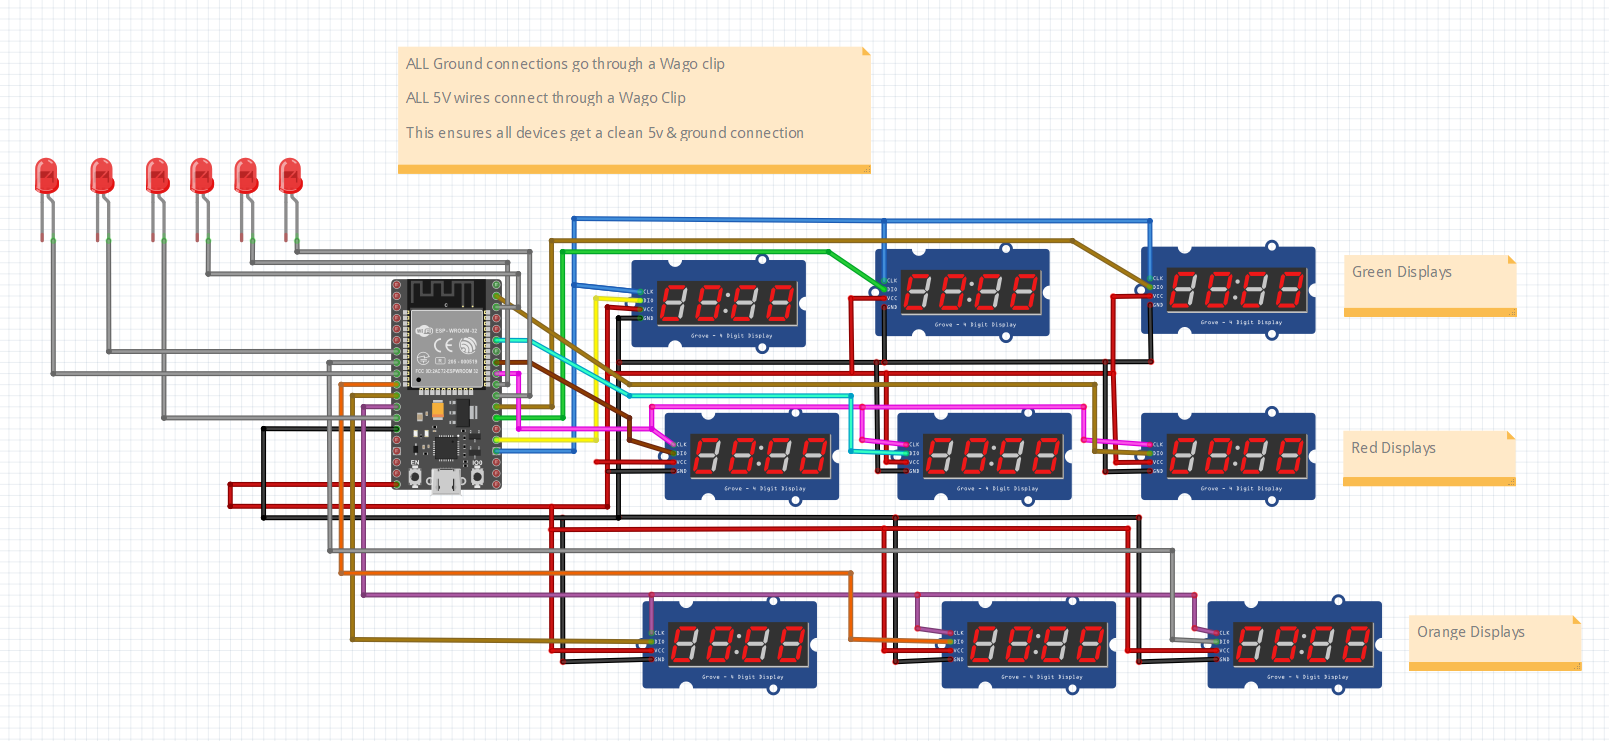 ALL Ground connections go through a Wago clip
ALL 5V wires connect through a Wago Clip
This ensures all devices get a clean 5v & ground connection
Green Displays
CLK
DIO
VCC
GND
Grove - 4 Digit Display
CLK
DIO
VCC
GND
Grove - 4 Digit Display
CLK
DIO
VCC
GND
Grove - 4 Digit Display
ESP-WROOM-32
EN
IO0
Red Displays
CLK
DIO
VCC
GND
Grove - 4 Digit Display
CLK
DIO
VCC
GND
Grove - 4 Digit Display
CLK
DIO
VCC
GND
Grove - 4 Digit Display
Orange Displays
CLK
DIO
VCC
GND
Grove - 4 Digit Display
CLK
DIO
VCC
GND
Grove - 4 Digit Display
CLK
DIO
VCC
GND
Grove - 4 Digit Display